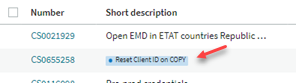 Number Short description
CS0021929 Open EMD in ETAT countries Republic ...
CS0655258 Reset Client ID on COPY